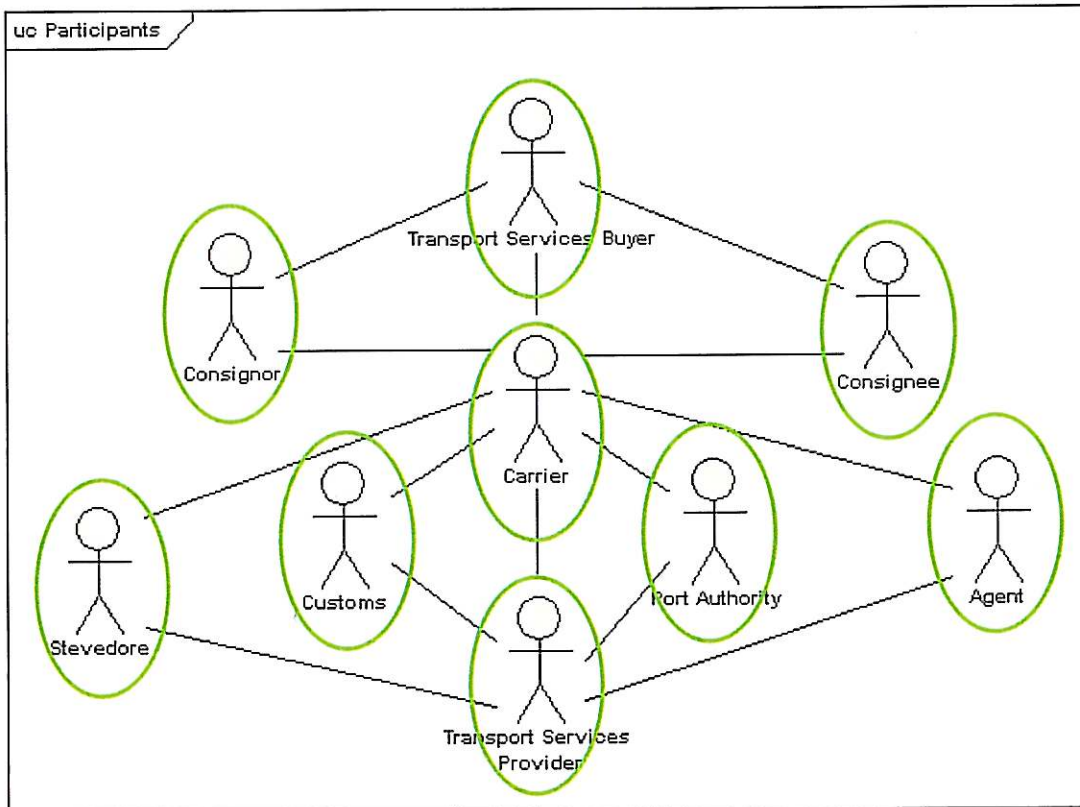 uc Participants
Transport Services Buyer
Consignor
Consignee
Carrier
Customs
Port Authority
Agent
Stevedore
Transport Services
Provider